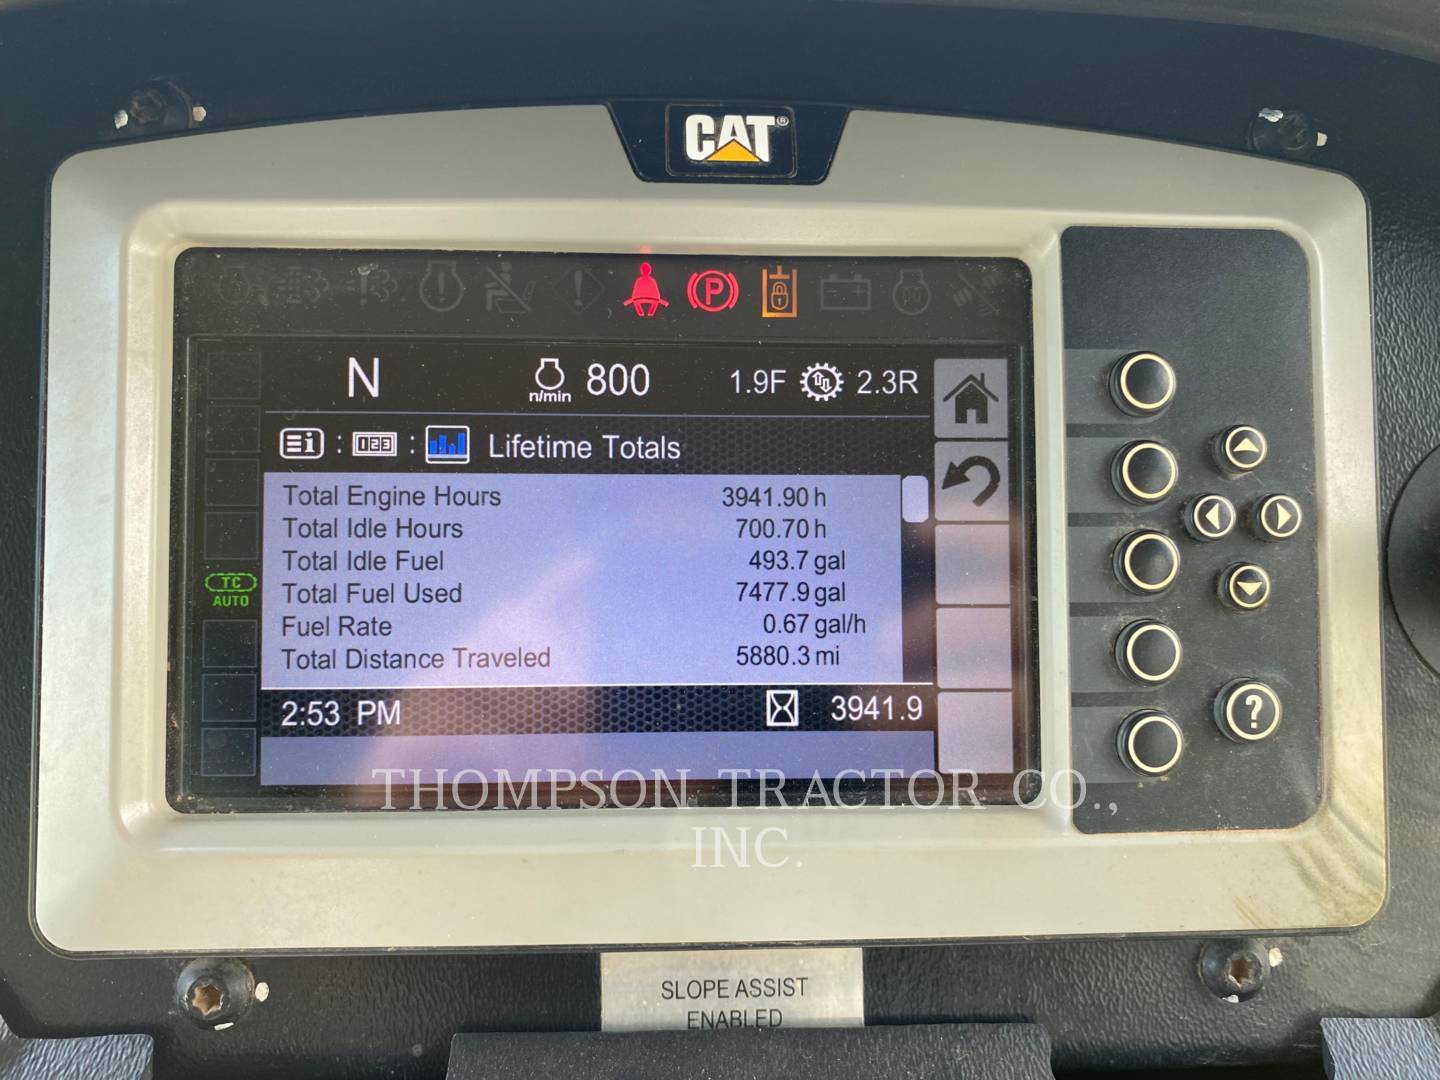 CAT®
P
N
n/min 800
1.9F 2.3R
i : 123 : Lifetime Totals
Total Engine Hours 3941.90 h
Total Idle Hours 700.70 h
Total Idle Fuel 493.7 gal
Total Fuel Used 7477.9 gal
Fuel Rate 0.67 gal/h
Total Distance Traveled 5880.3 mi
TC
AUTO
2:53 PM 3941.9
?
THOMPSON TRACTOR CO.,
INC.
SLOPE ASSIST
ENABLED